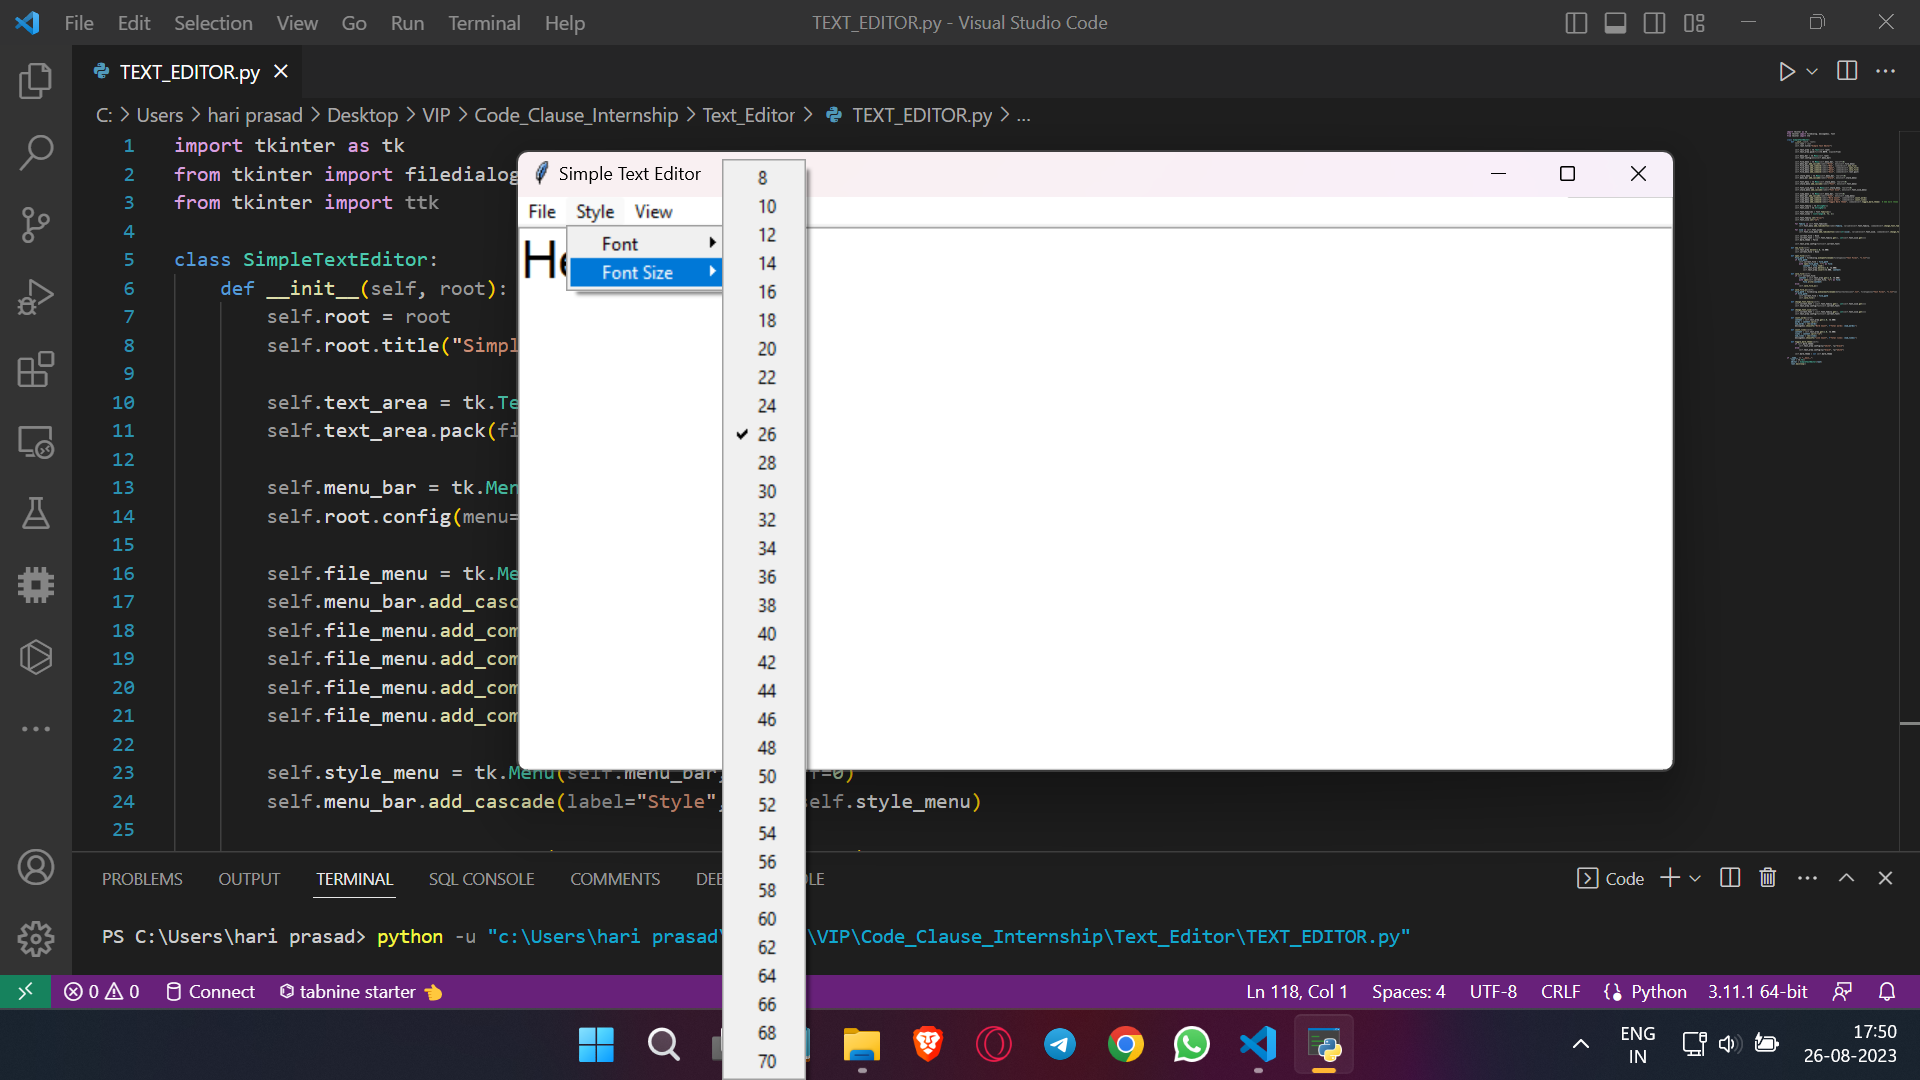 File Edit Selection View Go Run Terminal Help
TEXT_EDITOR.py - Visual Studio Code
TEXT_EDITOR.py
C: > Users > hari prasad > Desktop > VIP > Code_Clause_Internship > Text_Editor > TEXT_EDITOR.py > ...
1 import tkinter as tk
2 from tkinter import filedialog
3 from tkinter import ttk
4
5 class SimpleTextEditor:
6 def __init__(self, root):
7 self.root = root
8 self.root.title("Simpl
9
10 self.text_area = tk.Te
11 self.text_area.pack(fi
12
13 self.menu_bar = tk.Men
14 self.root.config(menu=
15
16 self.file_menu = tk.Me
17 self.menu_bar.add_casc
18 self.file_menu.add_com
19 self.file_menu.add_com
20 self.file_menu.add_com
21 self.file_menu.add_com
22
23 self.style_menu = tk.Menu(self.menu_bar, f=0)
24 self.menu_bar.add_cascade(label="Style", self.style_menu)
25
Simple Text Editor
File Style View
He
Font
Font Size
8
10
12
14
16
18
20
22
24
26
28
30
32
34
36
38
40
42
44
46
48
50
52
54
56
58
60
62
64
66
68
70
PROBLEMS OUTPUT TERMINAL SQL CONSOLE COMMENTS DEB LE
Code
PS C:\Users\hari prasad> python -u "c:\Users\hari prasad\ \VIP\Code_Clause_Internship\Text_Editor\TEXT_EDITOR.py"
0 0 Connect tabnine starter
Ln 118, Col 1 Spaces: 4 UTF-8 CRLF Python 3.11.1 64-bit
ENG
IN
17:50
26-08-2023